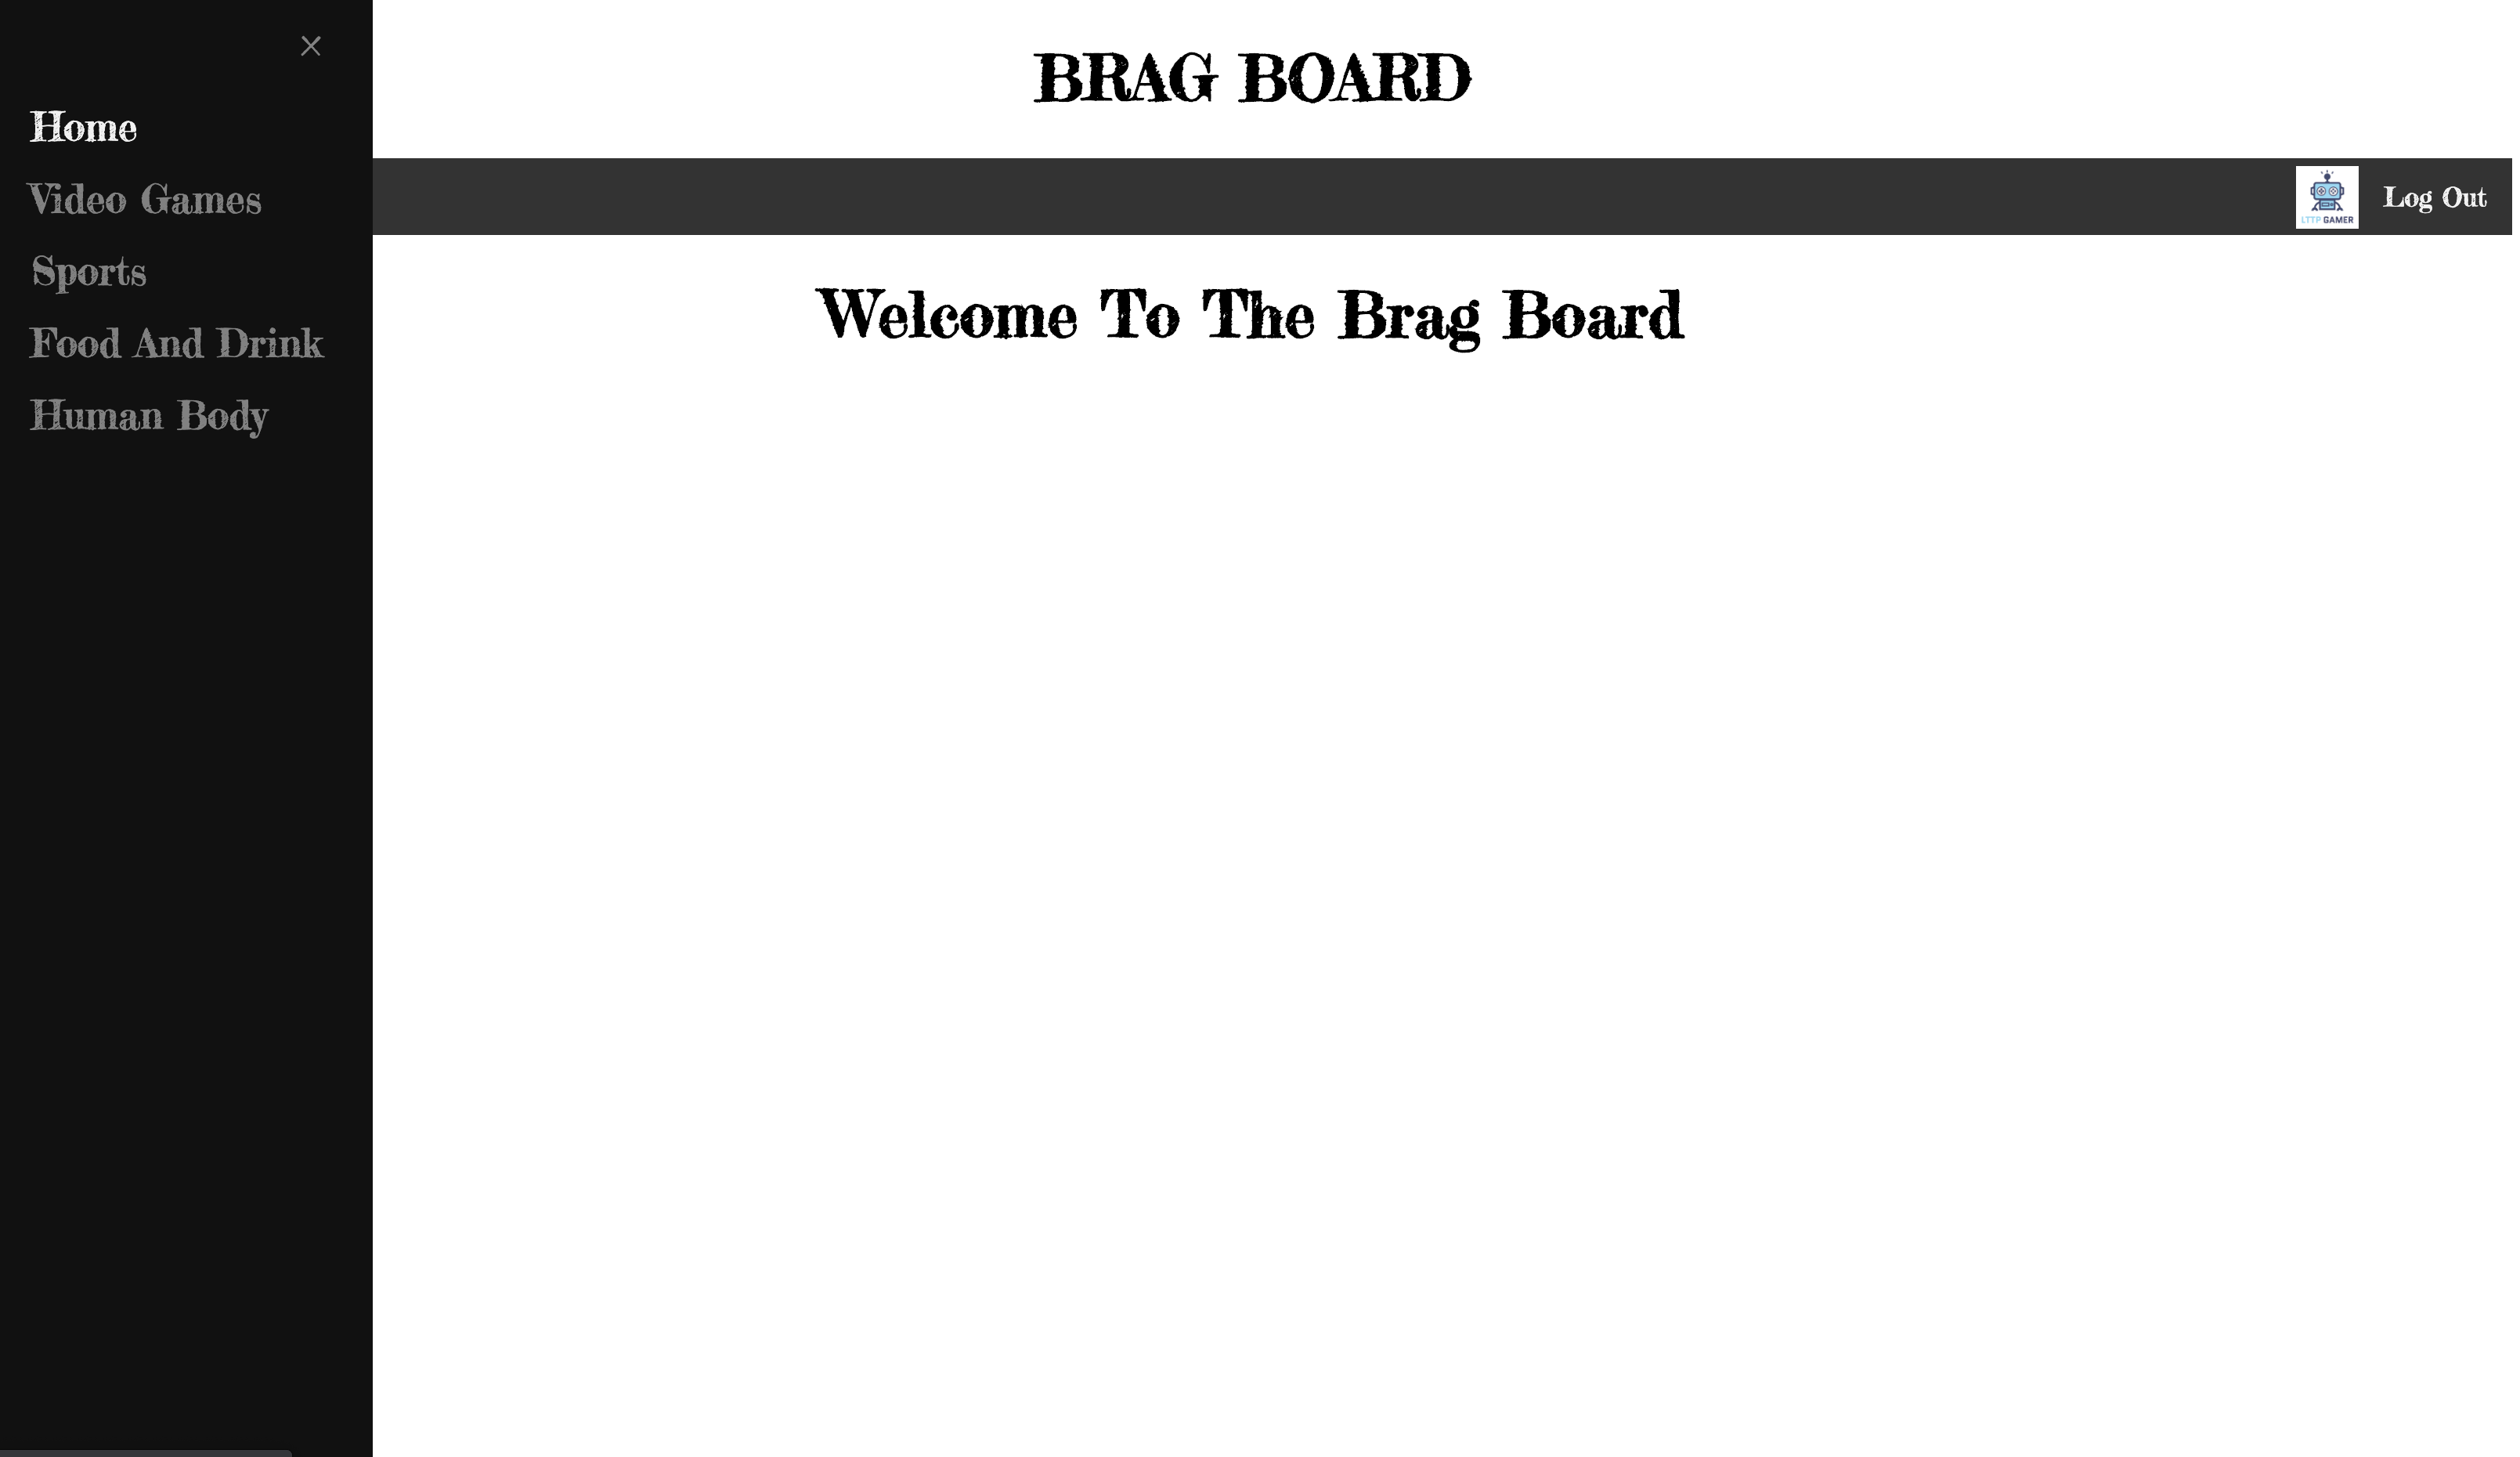 BRAG BOARD
Home
Video Games
Sports
Food And Drink
Human Body
LTTP GAMER
Log Out
Welcome To The Brag Board